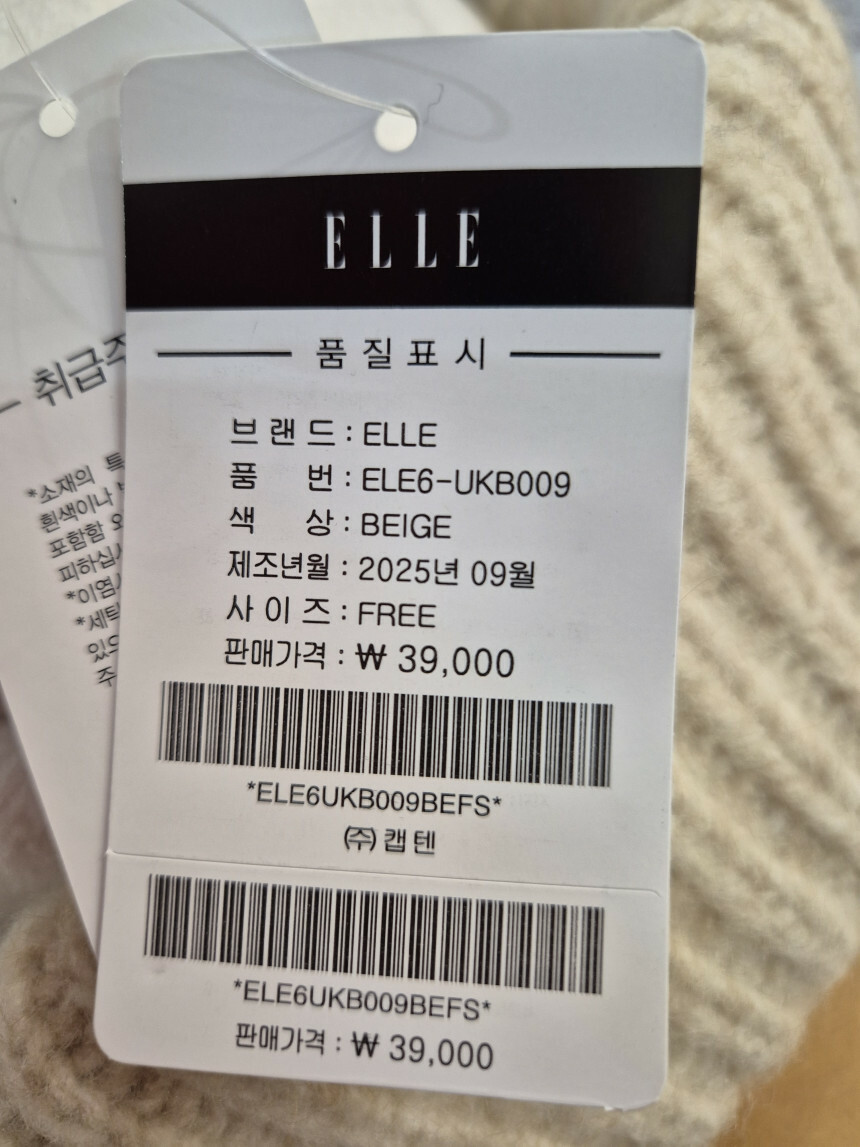 ELLE
품질표시
브랜드 : ELLE
품 번 : ELE6-UKB009
색 상 : BEIGE
제조년월 : 2025년 09월
사이즈 : FREE
판매가격 : ₩ 39,000
*ELE6UKB009BEFS*
㈜캡텐
*ELE6UKB009BEFS*
판매가격 : ₩ 39,000
취급주
*소재의 특
흰색이나
포함함
피하십시
*이염
*세탁
있으
주